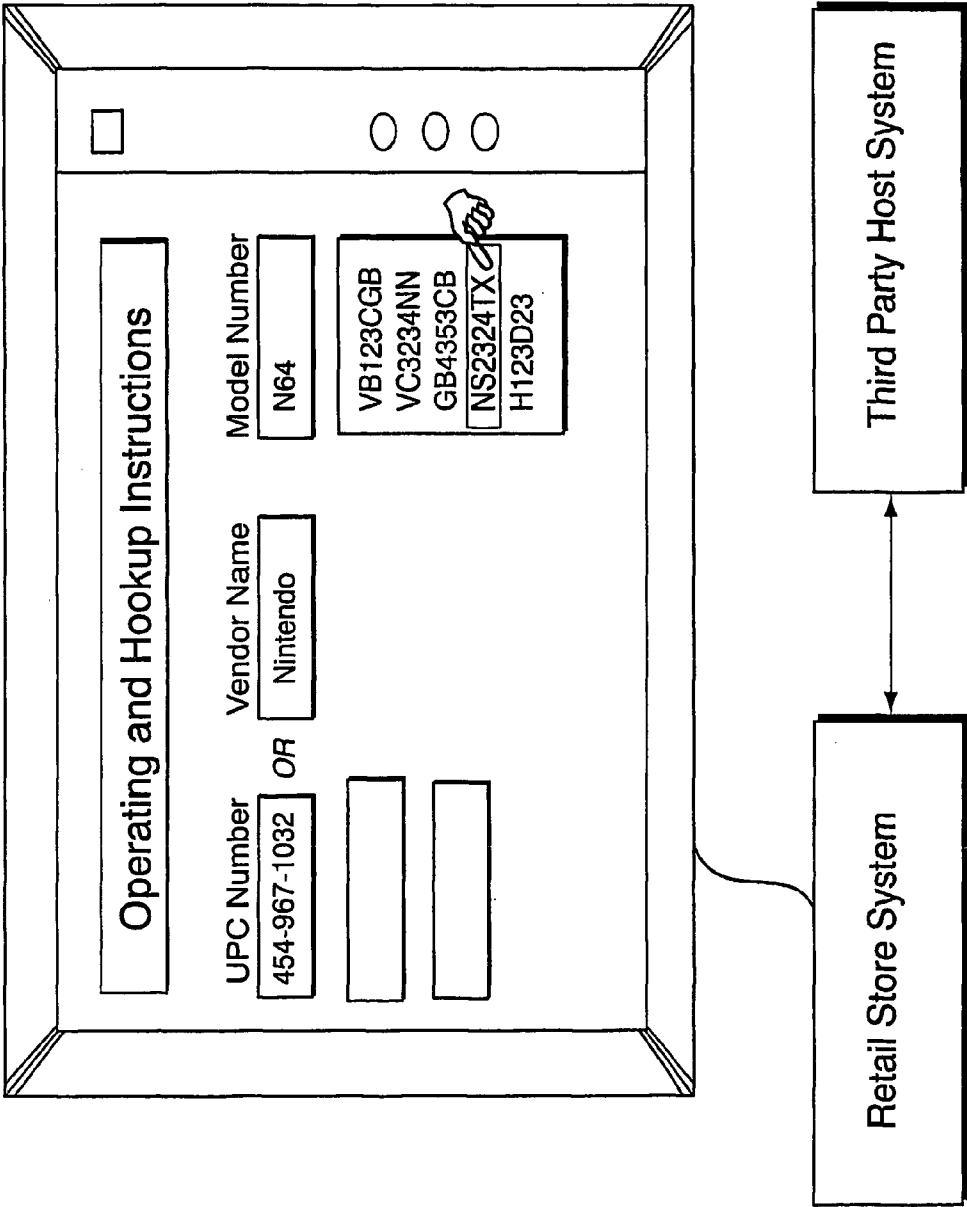 Operating and Hookup Instructions
UPC Number Vendor Name Model Number
454-967-1032 OR Nintendo N64
VB123CGB
VC3234NN
GB4353CB
NS2324TX
H123D23
Retail Store System Third Party Host System